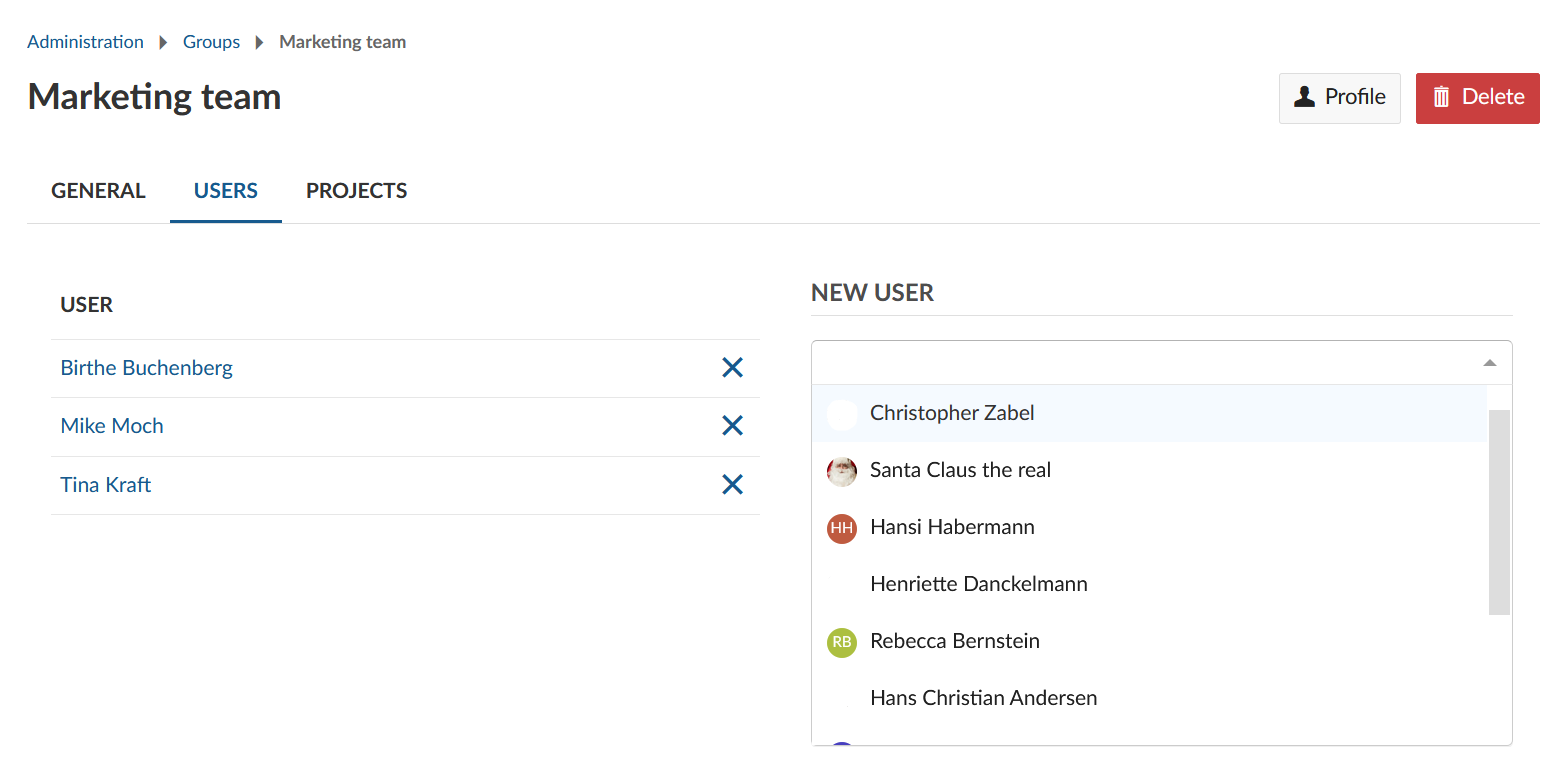 Administration Groups Marketing team
Marketing team
Profile Delete
GENERAL USERS PROJECTS
USER
Birthe Buchenberg
Mike Moch
Tina Kraft
NEW USER
Christopher Zabel
Santa Claus the real
HH Hansi Habermann
Henriette Danckelmann
RB Rebecca Bernstein
Hans Christian Andersen